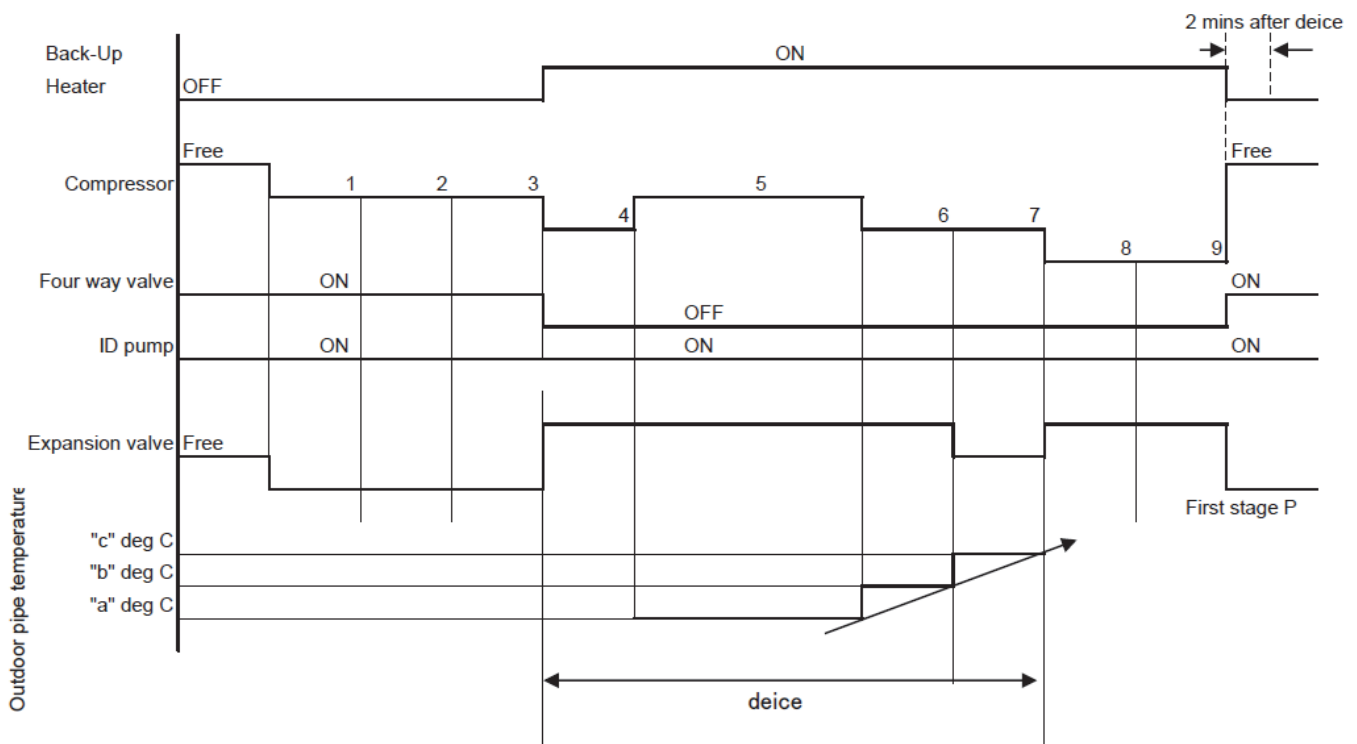 2 mins after deice
Back-Up
Heater
OFF
ON
Free
Free
Compressor
1
2
3
4
5
6
7
8
9
Four way valve
ON
OFF
ON
ID pump
ON
ON
ON
Expansion valve
Free
First stage P
Outdoor pipe temperature
"c" deg C
"b" deg C
"a" deg C
deice